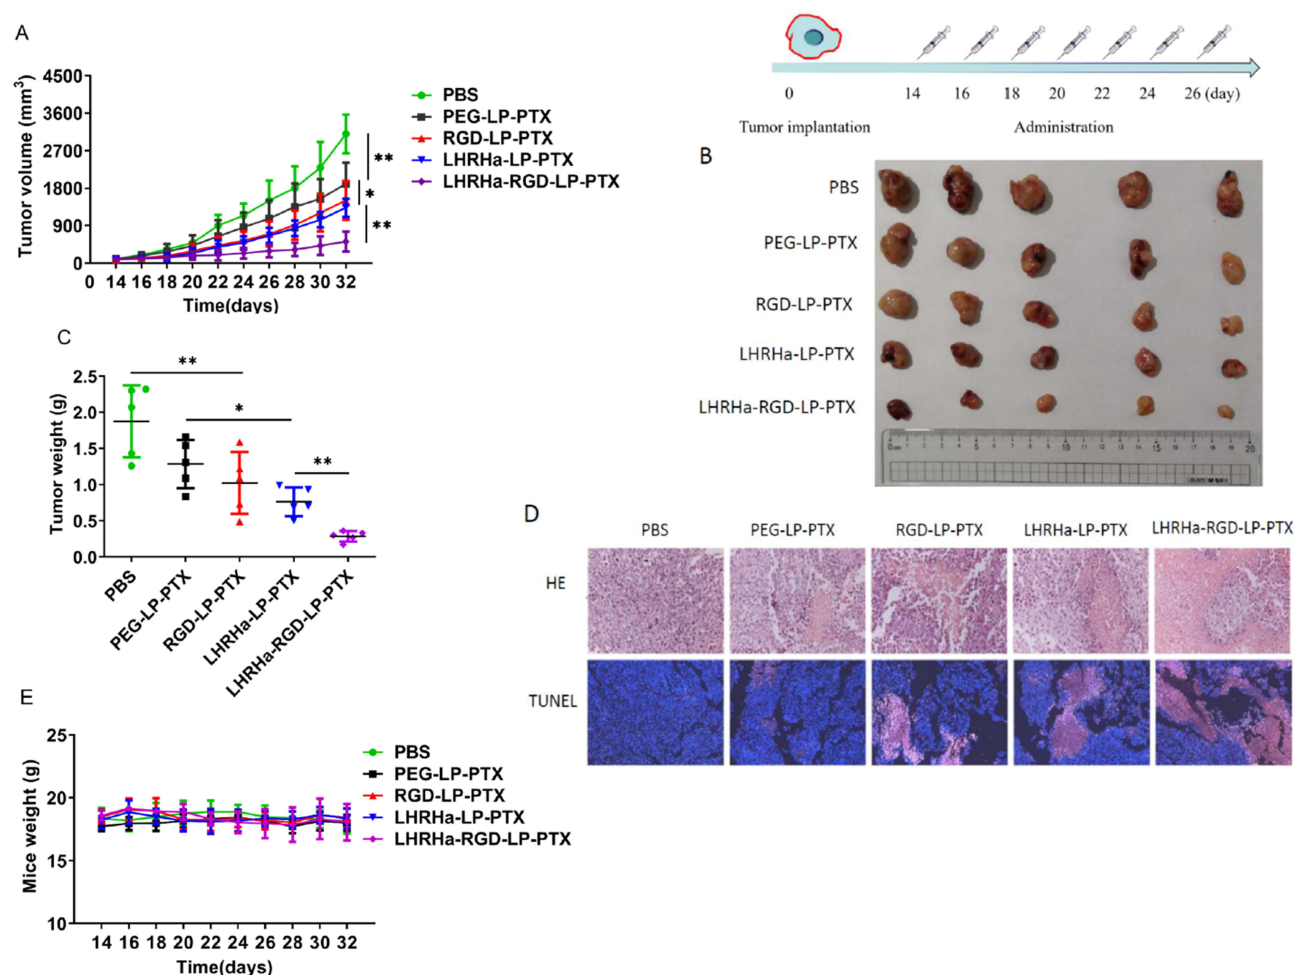 A
Tumor volume (mm3)
4500
3600
2700
1800
900
0
0 14 16 18 20 22 24 26 28 30 32
Time(days)
PBS
PEG-LP-PTX
RGD-LP-PTX
LHRHa-LP-PTX
LHRHa-RGD-LP-PTX
**
*
**
0 14 16 18 20 22 24 26 (day)
Tumor implantation Administration
B
PBS
PEG-LP-PTX
RGD-LP-PTX
LHRHa-LP-PTX
LHRHa-RGD-LP-PTX
C
Tumor weight (g)
2.5
2.0
1.5
1.0
0.5
0.0
**
*
**
PBS
PEG-LP-PTX
RGD-LP-PTX
LHRHa-LP-PTX
LHRHa-RGD-LP-PTX
D
PBS PEG-LP-PTX RGD-LP-PTX LHRHa-LP-PTX LHRHa-RGD-LP-PTX
HE
TUNEL
E
Mice weight (g)
25
20
15
10
14 16 18 20 22 24 26 28 30 32
Time(days)
PBS
PEG-LP-PTX
RGD-LP-PTX
LHRHa-LP-PTX
LHRHa-RGD-LP-PTX